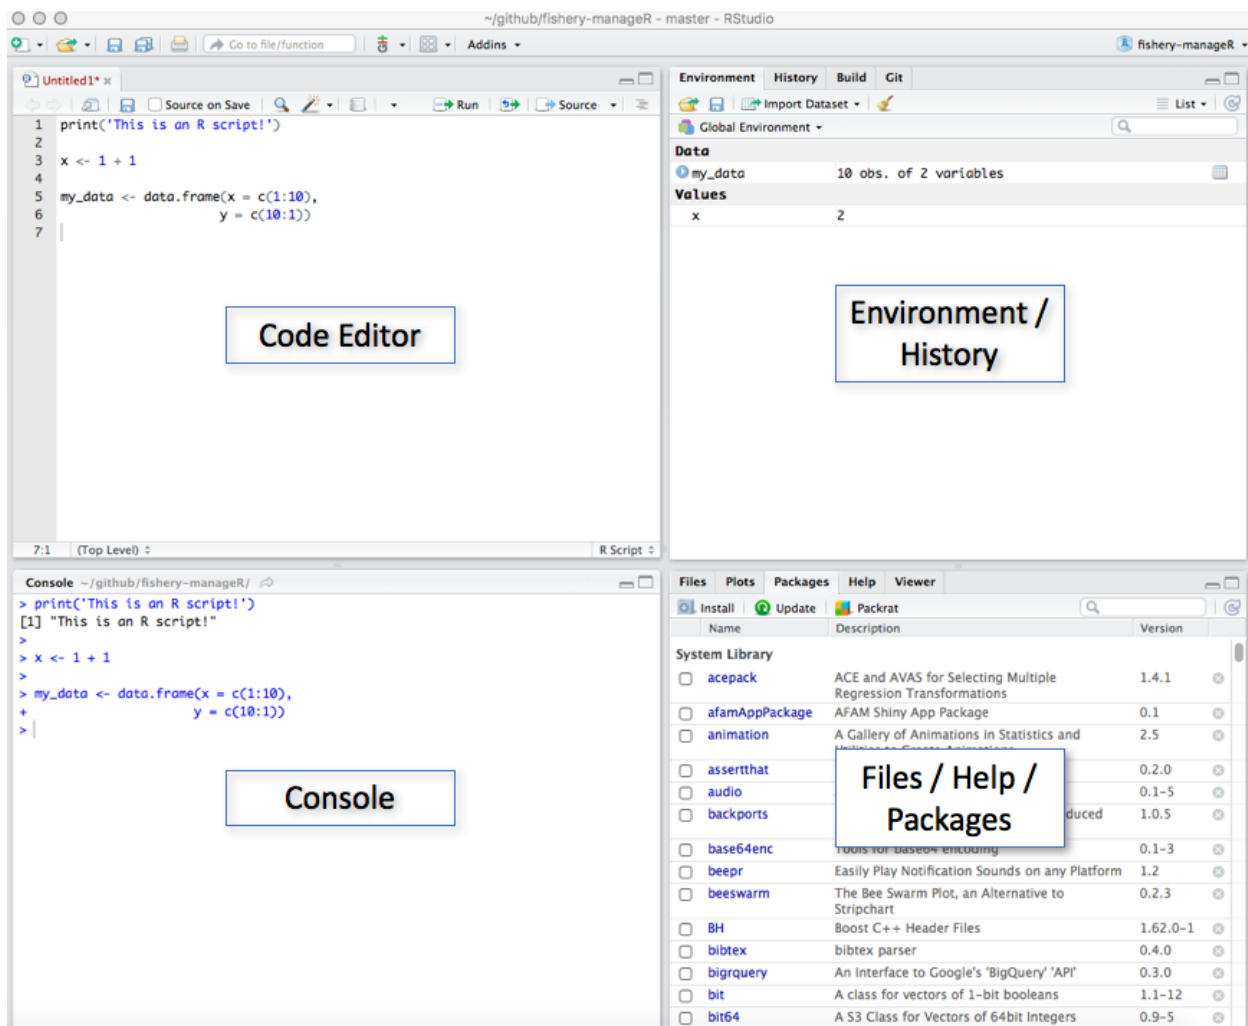 ~/github/fishery-manageR - master - RStudio
Go to file/function
Addins
fishery-manageR
Untitled1*
Source on Save
Run
Source
1 print('This is an R script!')
2
3 x <- 1 + 1
4
5 my_data <- data.frame(x = c(1:10),
6 y = c(10:1))
7
Code Editor
7:1 (Top Level)
R Script
Environment History Build Git
Import Dataset
List
Global Environment
Data
my_data 10 obs. of 2 variables
Values
x 2
Environment /
History
Console ~/github/fishery-manageR/
> print('This is an R script!')
[1] "This is an R script!"
>
> x <- 1 + 1
>
> my_data <- data.frame(x = c(1:10),
+ y = c(10:1))
>
Console
Files Plots Packages Help Viewer
Install Update Packrat
Name Description Version
System Library
acepack ACE and AVAS for Selecting Multiple 1.4.1
Regression Transformations
afamAppPackage AFAM Shiny App Package 0.1
animation A Gallery of Animations in Statistics and 2.5
Utilities to Create Animations
assertthat 0.2.0
audio 0.1-5
backports duced 1.0.5
base64enc Tools for base64 encoding 0.1-3
beepr Easily Play Notification Sounds on any Platform 1.2
beeswarm The Bee Swarm Plot, an Alternative to 0.2.3
Stripchart
BH Boost C++ Header Files 1.62.0-1
bibtex bibtex parser 0.4.0
bigrquery An Interface to Google's 'BigQuery' 'API' 0.3.0
bit A class for vectors of 1-bit booleans 1.1-12
bit64 A S3 Class for Vectors of 64bit Integers 0.9-5
Files / Help /
Packages